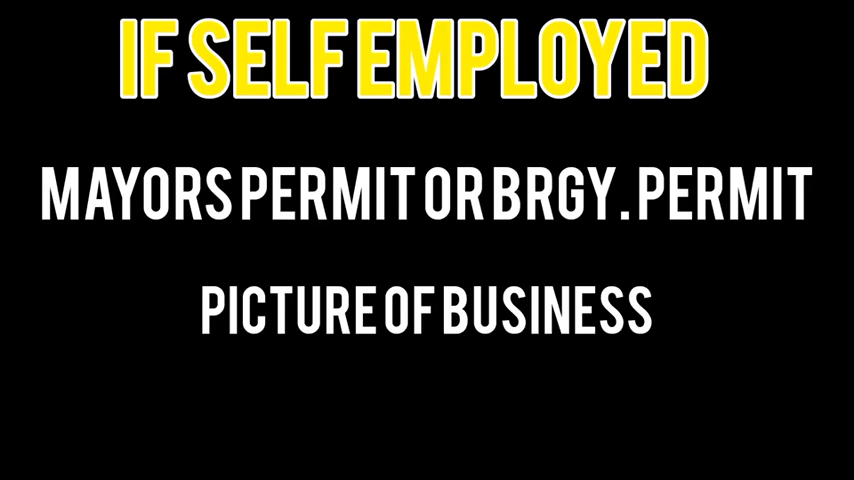 IF SELF EMPLOYED
MAYORS PERMIT OR BRGY. PERMIT
PICTURE OF BUSINESS